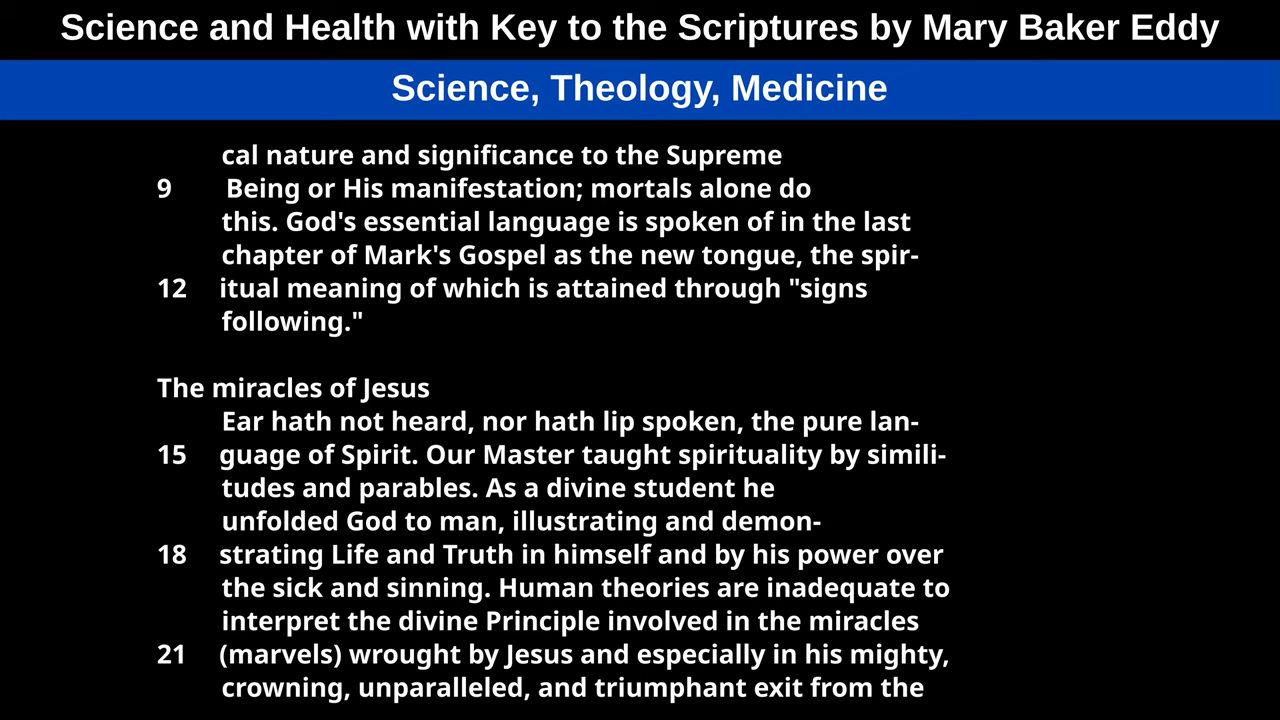 Science and Health with Key to the Scriptures by Mary Baker Eddy
Science, Theology, Medicine
cal nature and significance to the Supreme
9 Being or His manifestation; mortals alone do
this. God's essential language is spoken of in the last
chapter of Mark's Gospel as the new tongue, the spir-
12 itual meaning of which is attained through "signs
following."
The miracles of Jesus
Ear hath not heard, nor hath lip spoken, the pure lan-
15 guage of Spirit. Our Master taught spirituality by simili-
tudes and parables. As a divine student he
unfolded God to man, illustrating and demon-
18 strating Life and Truth in himself and by his power over
the sick and sinning. Human theories are inadequate to
interpret the divine Principle involved in the miracles
21 (marvels) wrought by Jesus and especially in his mighty,
crowning, unparalleled, and triumphant exit from the